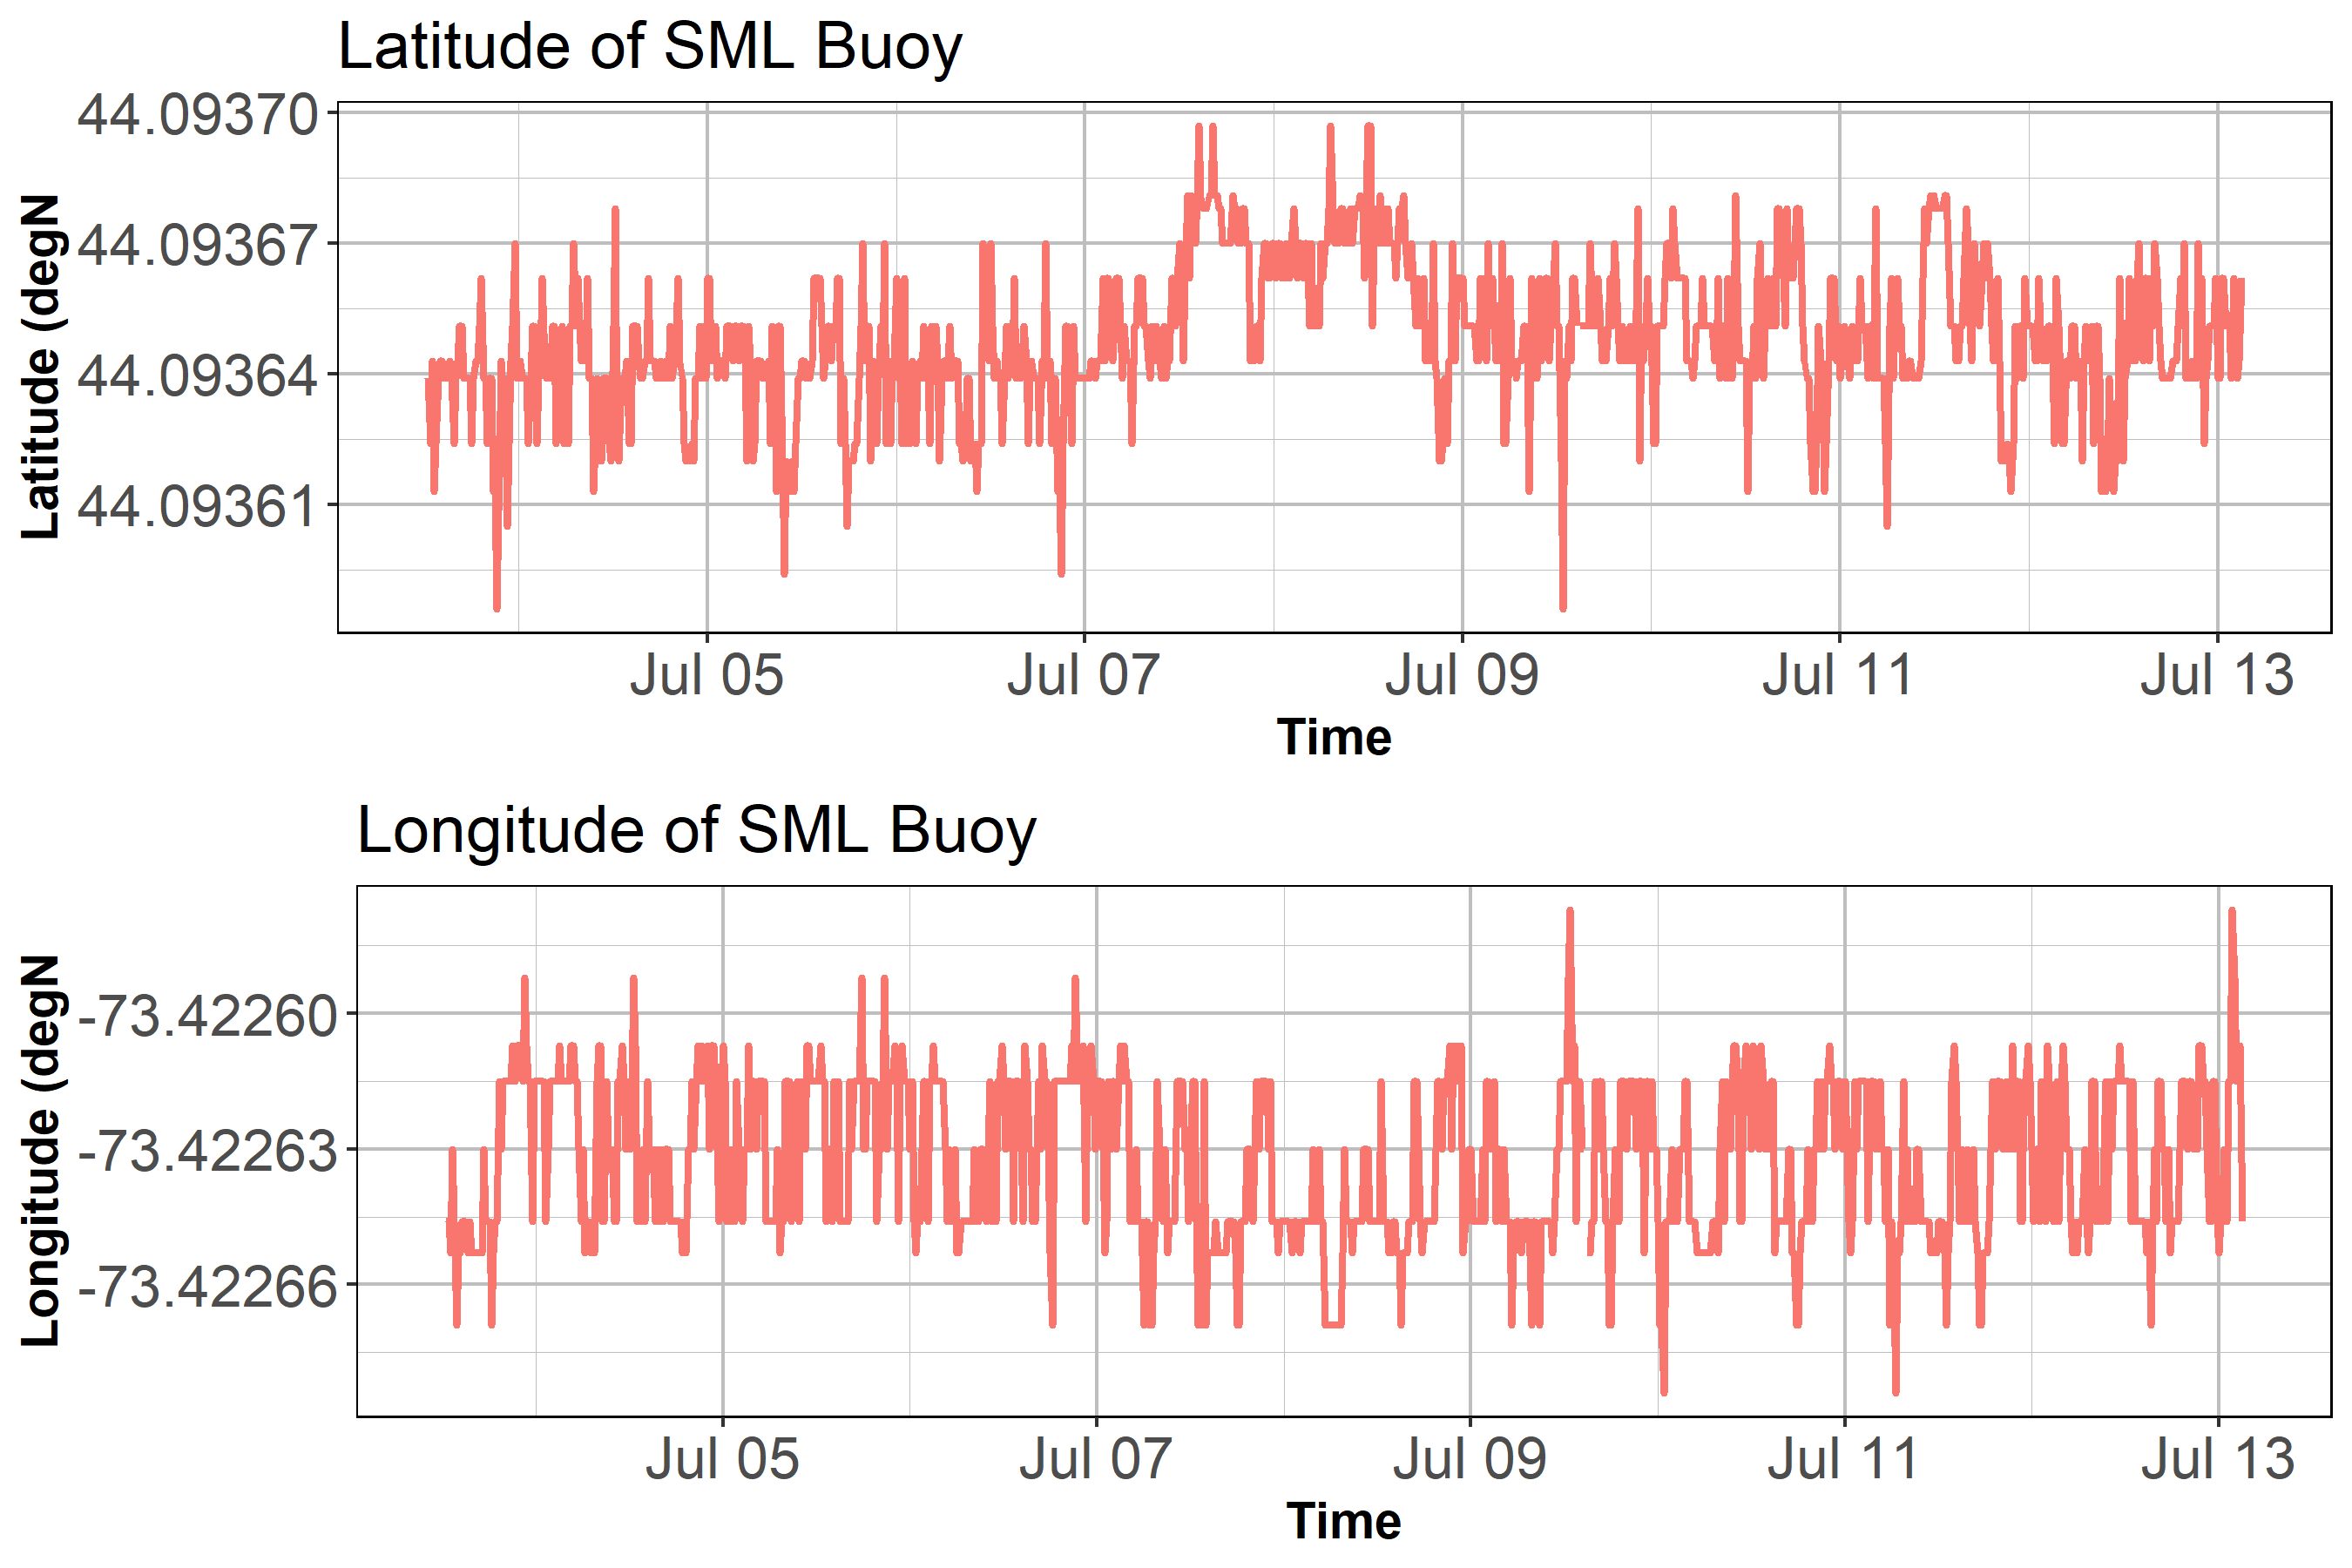 Latitude of SML Buoy
44.09370
44.09367
44.09364
44.09361
Latitude (degN
Jul 05 Jul 07 Jul 09 Jul 11 Jul 13
Time
Longitude of SML Buoy
-73.42260
-73.42263
-73.42266
Longitude (degN
Jul 05 Jul 07 Jul 09 Jul 11 Jul 13
Time